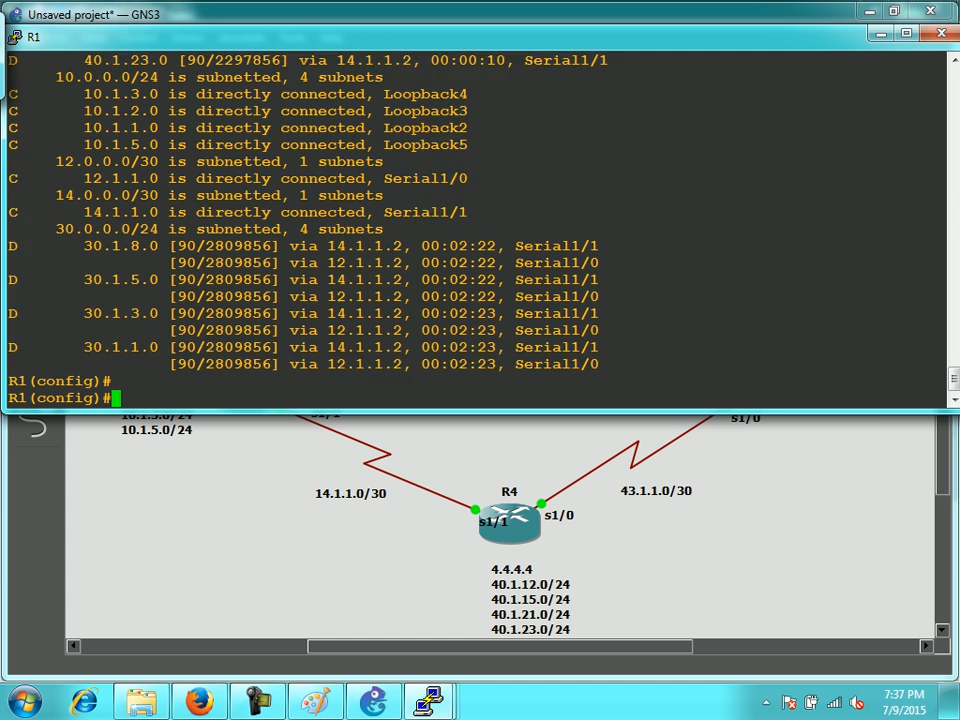 Unsaved project* — GNS3
R1
D 40.1.23.0 [90/2297856] via 14.1.1.2, 00:00:10, Serial1/1
10.0.0.0/24 is subnetted, 4 subnets
C 10.1.3.0 is directly connected, Loopback4
C 10.1.2.0 is directly connected, Loopback3
C 10.1.1.0 is directly connected, Loopback2
C 10.1.5.0 is directly connected, Loopback5
12.0.0.0/30 is subnetted, 1 subnets
C 12.1.1.0 is directly connected, Serial1/0
14.0.0.0/30 is subnetted, 1 subnets
C 14.1.1.0 is directly connected, Serial1/1
30.0.0.0/24 is subnetted, 4 subnets
D 30.1.8.0 [90/2809856] via 14.1.1.2, 00:02:22, Serial1/1
[90/2809856] via 12.1.1.2, 00:02:22, Serial1/0
D 30.1.5.0 [90/2809856] via 14.1.1.2, 00:02:22, Serial1/1
[90/2809856] via 12.1.1.2, 00:02:22, Serial1/0
D 30.1.3.0 [90/2809856] via 14.1.1.2, 00:02:23, Serial1/1
[90/2809856] via 12.1.1.2, 00:02:23, Serial1/0
D 30.1.1.0 [90/2809856] via 14.1.1.2, 00:02:23, Serial1/1
[90/2809856] via 12.1.1.2, 00:02:23, Serial1/0
R1(config)#
R1(config)#
10.1.3.0/24
s1/1
s1/0
10.1.5.0/24
14.1.1.0/30
R4
43.1.1.0/30
s1/1
s1/0
4.4.4.4
40.1.12.0/24
40.1.15.0/24
40.1.21.0/24
40.1.23.0/24
7:37 PM
7/9/2015